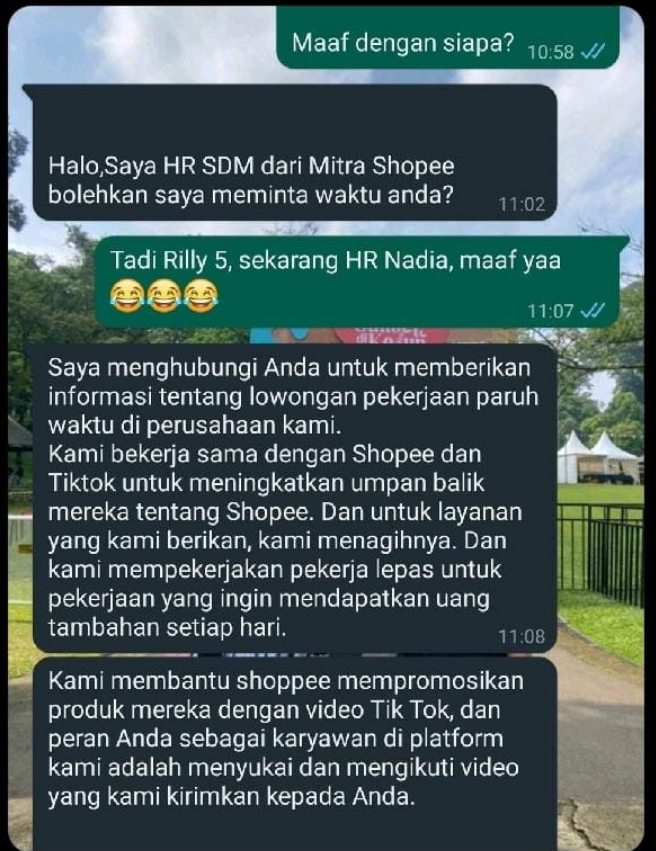 Maaf dengan siapa? 10:58
Halo,Saya HR SDM dari Mitra Shopee
bolehkan saya meminta waktu anda? 11:02
Tadi Rilly 5, sekarang HR Nadia, maaf yaa
😂😂😂 11:07
Saya menghubungi Anda untuk memberikan
informasi tentang lowongan pekerjaan paruh
waktu di perusahaan kami.
Kami bekerja sama dengan Shopee dan
Tiktok untuk meningkatkan umpan balik
mereka tentang Shopee. Dan untuk layanan
yang kami berikan, kami menagihnya. Dan
kami mempekerjakan pekerja lepas untuk
pekerjaan yang ingin mendapatkan uang
tambahan setiap hari. 11:08
Kami membantu shoppee mempromosikan
produk mereka dengan video Tik Tok, dan
peran Anda sebagai karyawan di platform
kami adalah menyukai dan mengikuti video
yang kami kirimkan kepada Anda.